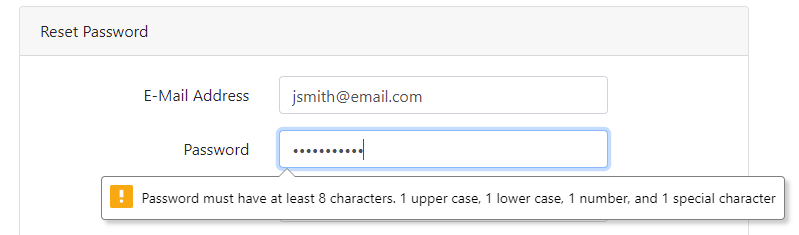 Reset Password
E-Mail Address
jsmith@email.com
Password
•••••••••••
Password must have at least 8 characters. 1 upper case, 1 lower case, 1 number, and 1 special character